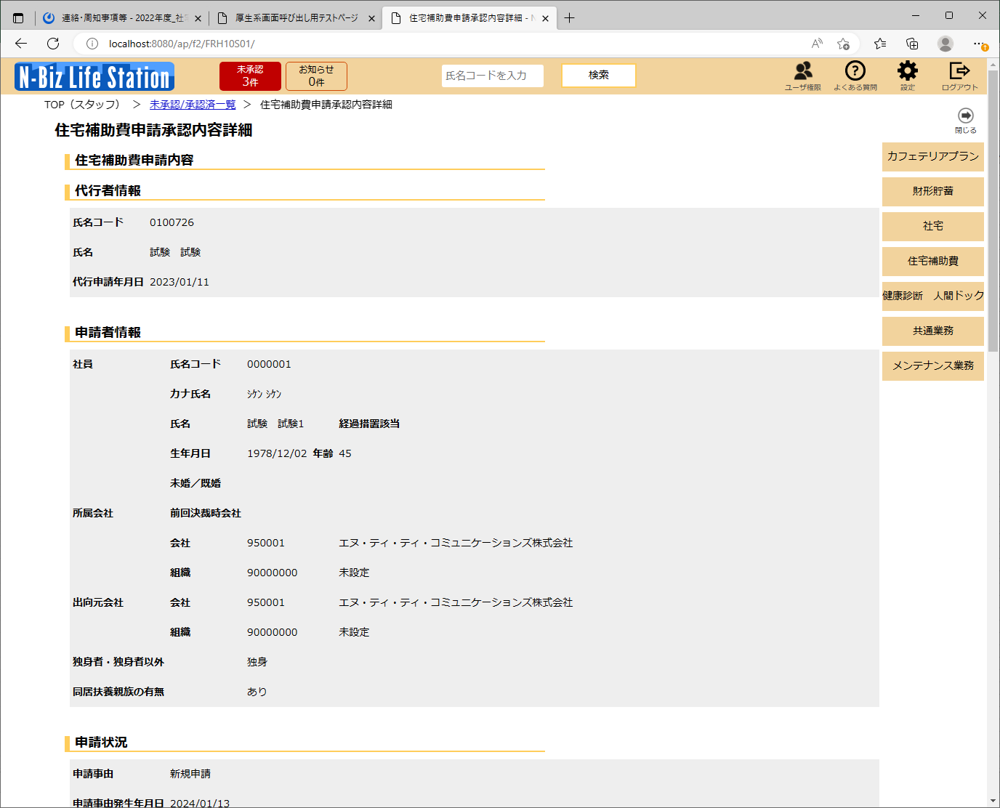 連絡・周知事項等 - 2022年度_社宅
厚生系画面呼び出し用テストページ
住宅補助費申請承認内容詳細 - N
localhost:8080/ap/f2/FRH10S01/
N-Biz Life Station
未承認
3件
お知らせ
0件
氏名コードを入力
検索
ユーザ権限
よくある質問
設定
ログアウト
TOP（スタッフ） ＞ 未承認/承認済一覧 ＞ 住宅補助費申請承認内容詳細
閉じる
住宅補助費申請承認内容詳細
カフェテリアプラン
財形貯蓄
社宅
住宅補助費
健康診断　人間ドック
共通業務
メンテナンス業務
住宅補助費申請内容
代行者情報
氏名コード 0100726
氏名 試験　試験
代行申請年月日 2023/01/11
申請者情報
社員 氏名コード 0000001
カナ氏名 ｼｹﾝ ｼｹﾝ
氏名 試験　試験1 経過措置該当
生年月日 1978/12/02 年齢 45
未婚／既婚
所属会社 前回決裁時会社
会社 950001 エヌ・ティ・ティ・コミュニケーションズ株式会社
組織 90000000 未設定
出向元会社 会社 950001 エヌ・ティ・ティ・コミュニケーションズ株式会社
組織 90000000 未設定
独身者・独身者以外 独身
同居扶養親族の有無 あり
申請状況
申請事由 新規申請
申請事由発生年月日 2024/01/13